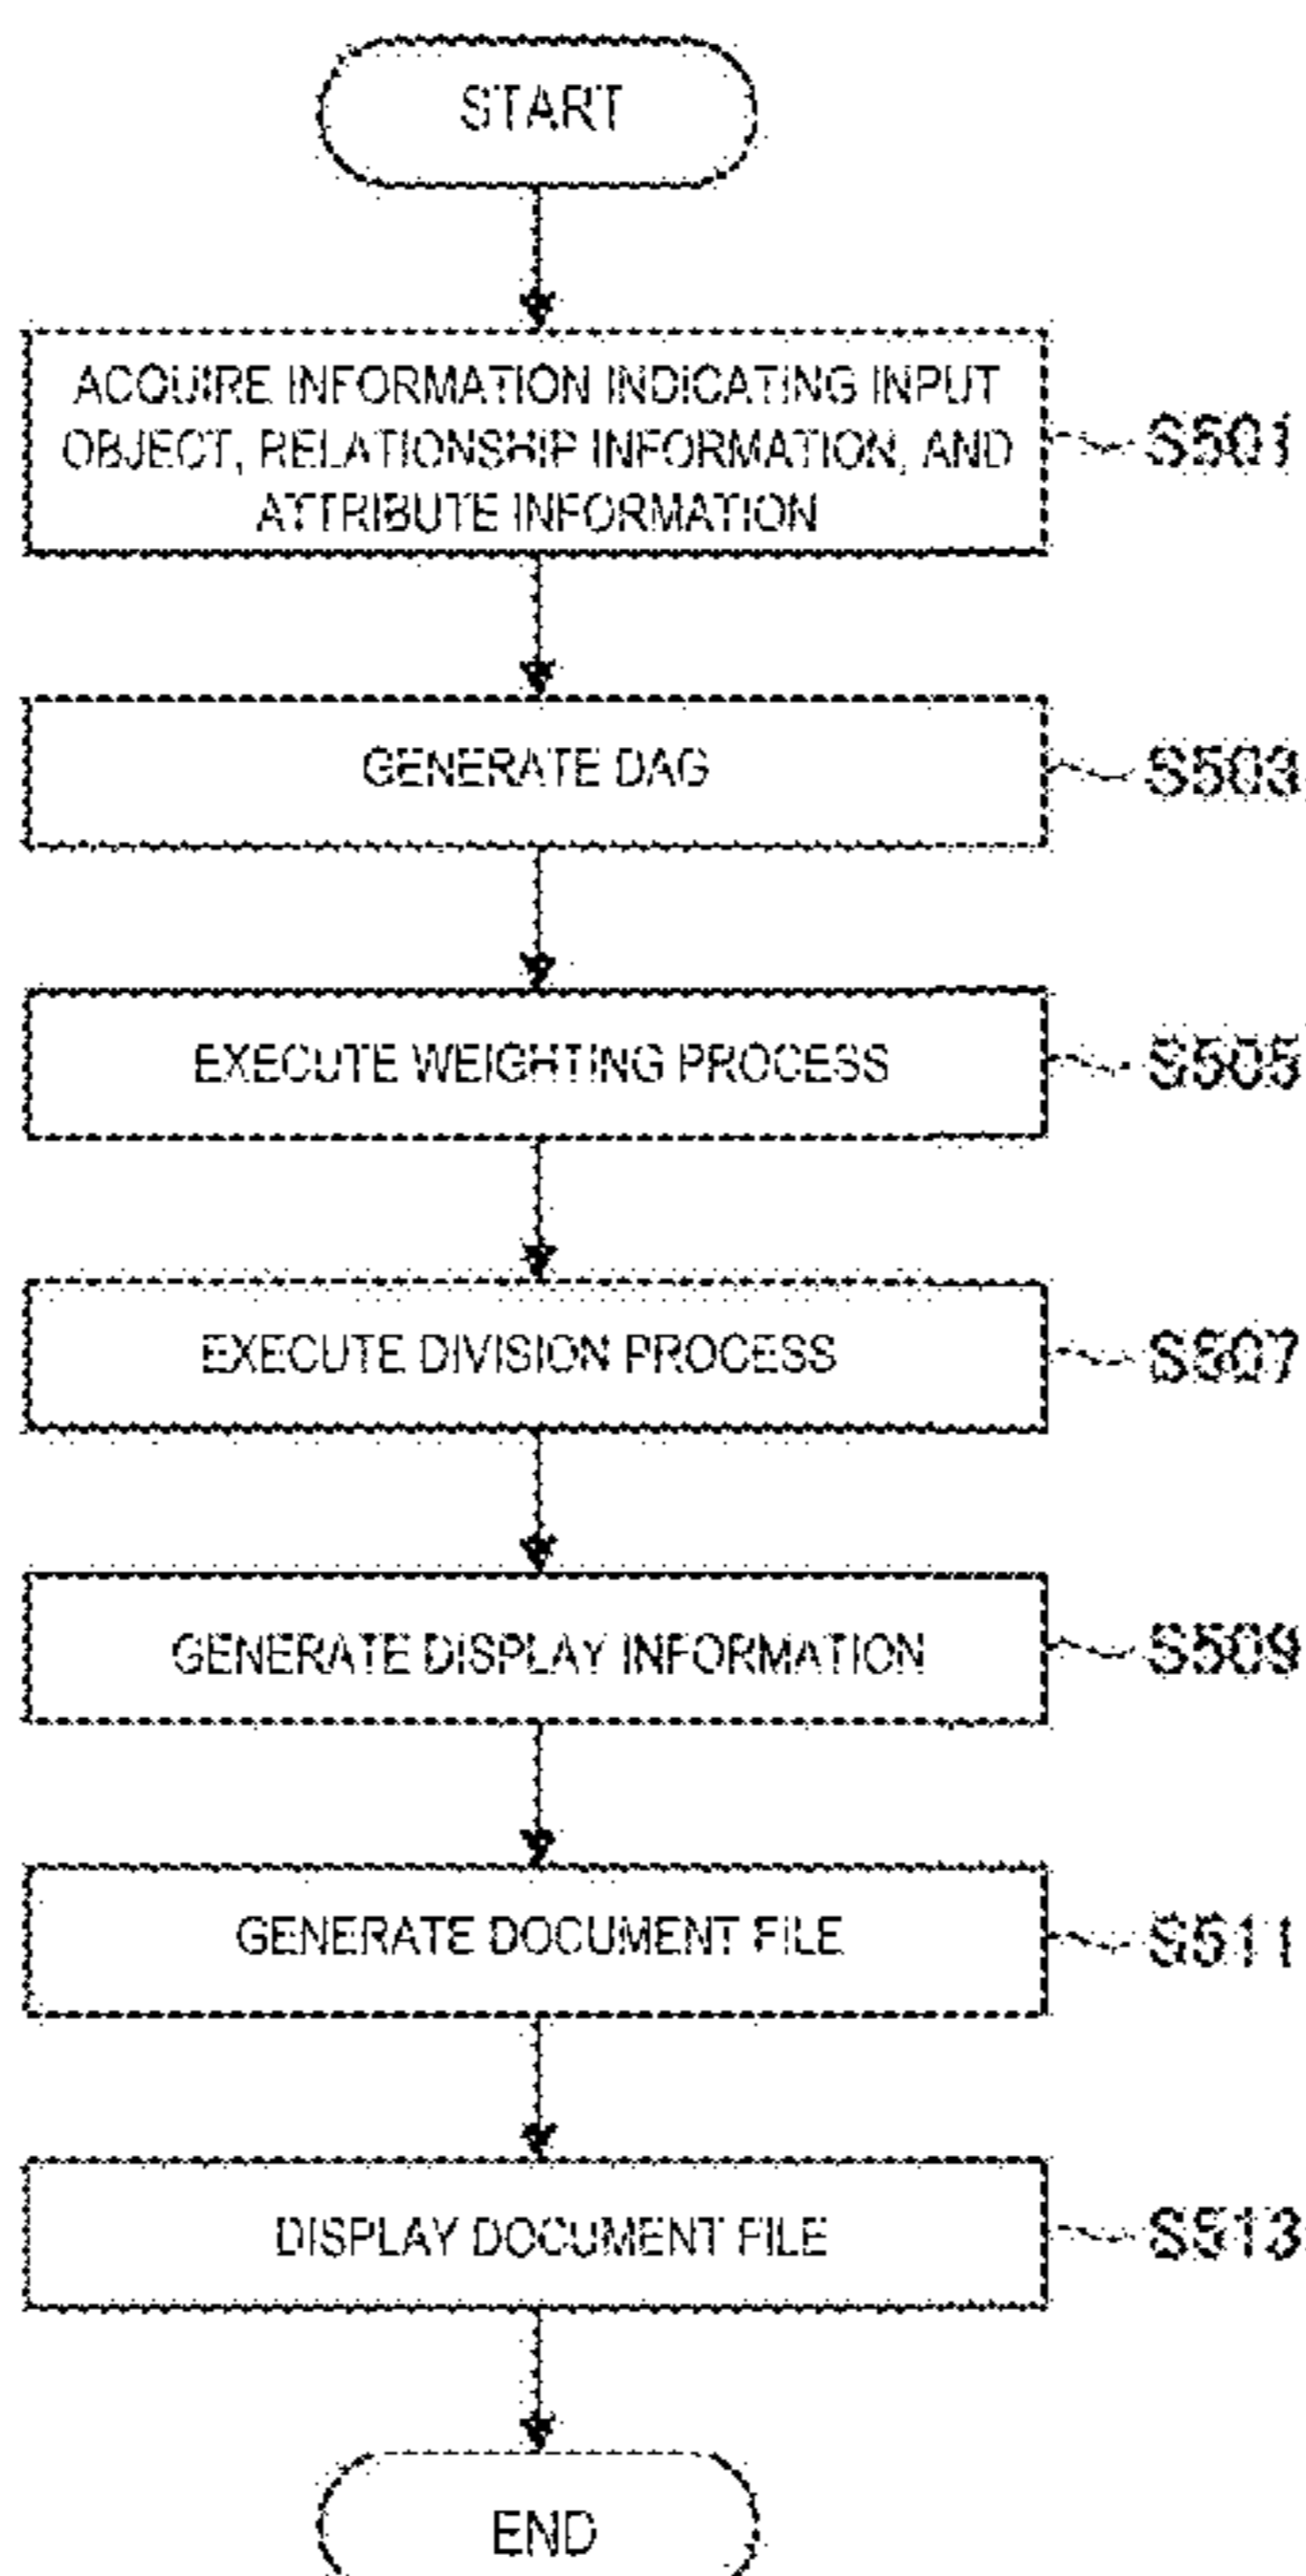 START
ACQUIRE INFORMATION INDICATING INPUT
OBJECT, RELATIONSHIP INFORMATION, AND
ATTRIBUTE INFORMATION
S501
GENERATE DAG
S503
EXECUTE WEIGHTING PROCESS
S505
EXECUTE DIVISION PROCESS
S507
GENERATE DISPLAY INFORMATION
S509
GENERATE DOCUMENT FILE
S511
DISPLAY DOCUMENT FILE
S513
END